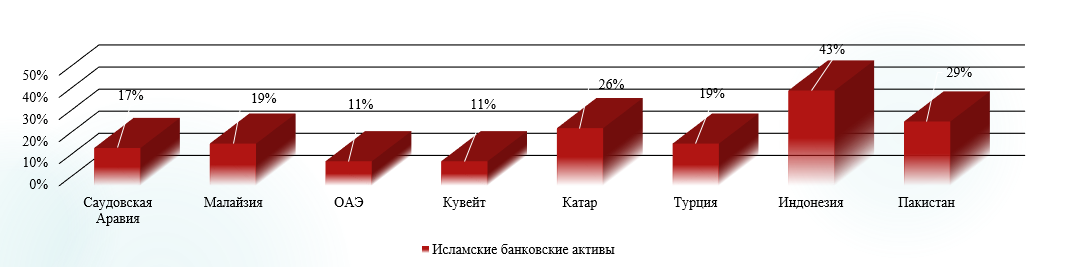 43%
50%
29%
26%
40%
17%
19%
11%
11%
19%
30%
20%
10%
0%
Саудовская
Аравия
Малайзия
ОАЭ
Кувейт
Катар
Турция
Индонезия
Пакистан
Исламские банковские активы